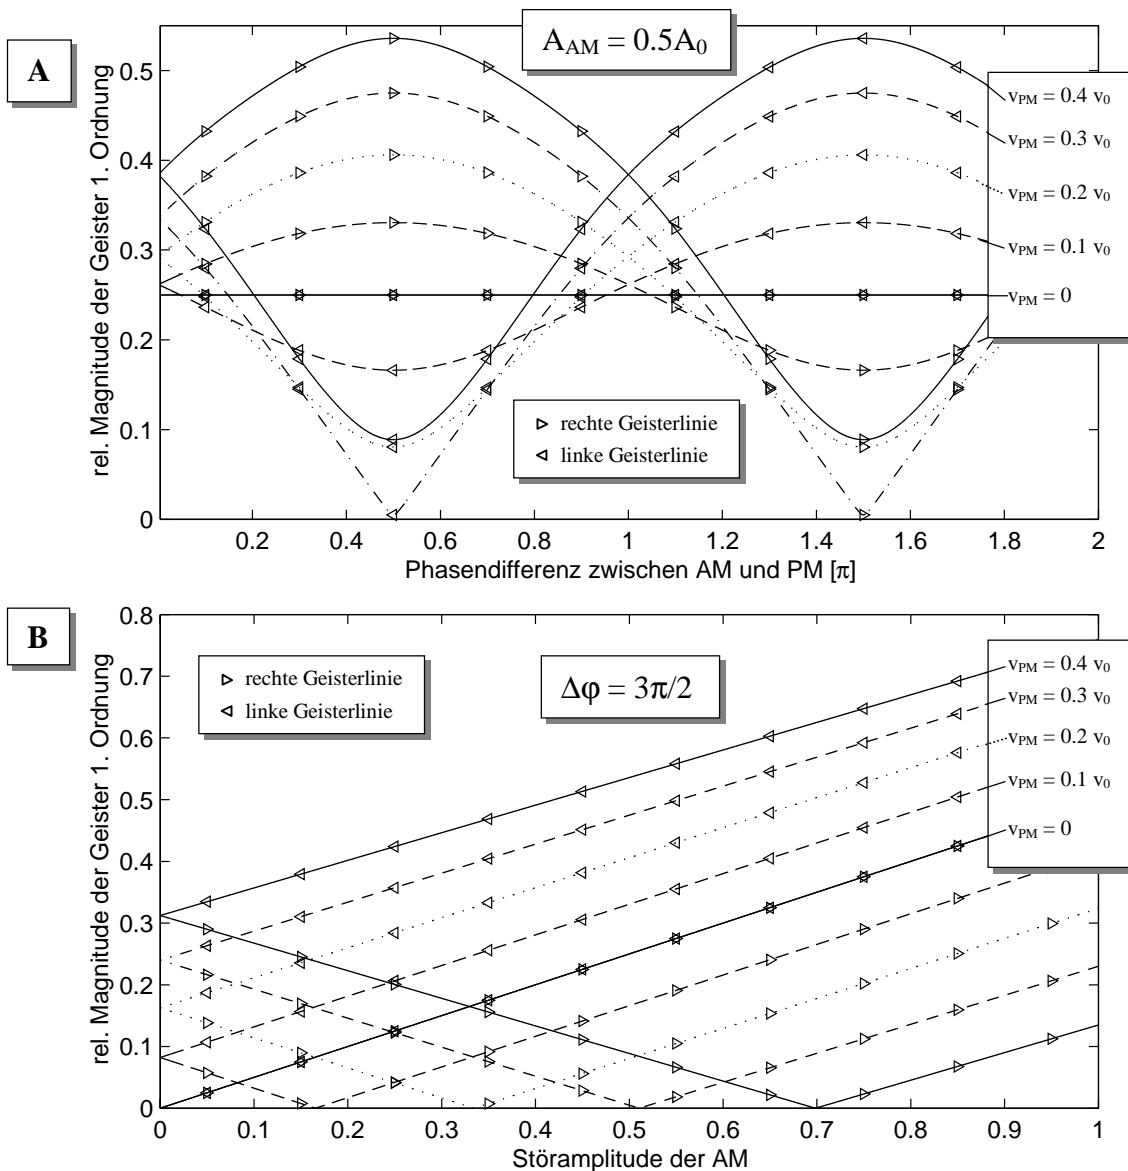 A
A_AM = 0.5A_0
rel. Magnitude der Geister 1. Ordnung
0.5
0.4
0.3
0.2
0.1
0
v_PM = 0.4 v_0
v_PM = 0.3 v_0
v_PM = 0.2 v_0
v_PM = 0.1 v_0
v_PM = 0
rechte Geisterlinie
linke Geisterlinie
0.2 0.4 0.6 0.8 1 1.2 1.4 1.6 1.8 2
Phasendifferenz zwischen AM und PM [π]
B
rel. Magnitude der Geister 1. Ordnung
0.8
0.7
0.6
0.5
0.4
0.3
0.2
0.1
0
rechte Geisterlinie
linke Geisterlinie
Δφ = 3π/2
v_PM = 0.4 v_0
v_PM = 0.3 v_0
v_PM = 0.2 v_0
v_PM = 0.1 v_0
v_PM = 0
0 0.1 0.2 0.3 0.4 0.5 0.6 0.7 0.8 0.9 1
Störamplitude der AM